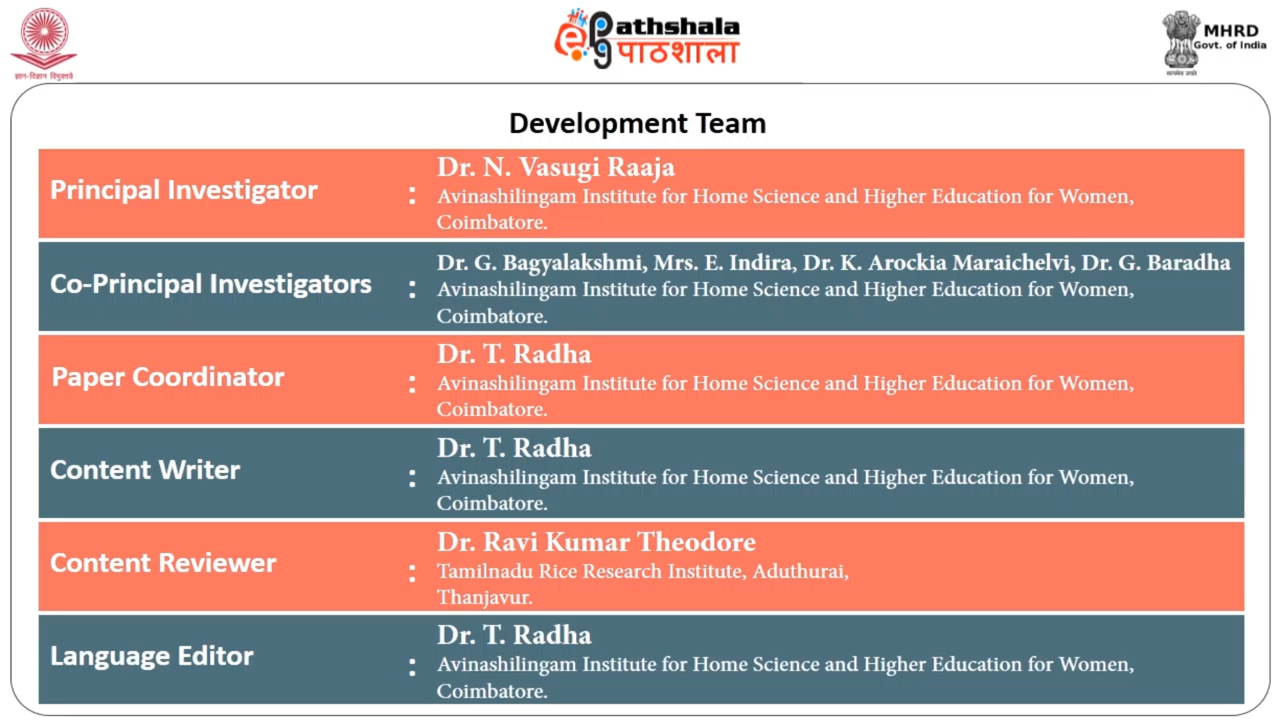 ज्ञान-विज्ञान विमुक्तये
ePG Pathshala
पाठशाला
MHRD
Govt. of India
सत्यमेव जयते
Development Team
Principal Investigator : Dr. N. Vasugi Raaja
Avinashilingam Institute for Home Science and Higher Education for Women,
Coimbatore.
Co-Principal Investigators : Dr. G. Bagyalakshmi, Mrs. E. Indira, Dr. K. Arockia Maraichelvi, Dr. G. Baradha
Avinashilingam Institute for Home Science and Higher Education for Women,
Coimbatore.
Paper Coordinator : Dr. T. Radha
Avinashilingam Institute for Home Science and Higher Education for Women,
Coimbatore.
Content Writer : Dr. T. Radha
Avinashilingam Institute for Home Science and Higher Education for Women,
Coimbatore.
Content Reviewer : Dr. Ravi Kumar Theodore
Tamilnadu Rice Research Institute, Aduthurai,
Thanjavur.
Language Editor : Dr. T. Radha
Avinashilingam Institute for Home Science and Higher Education for Women,
Coimbatore.